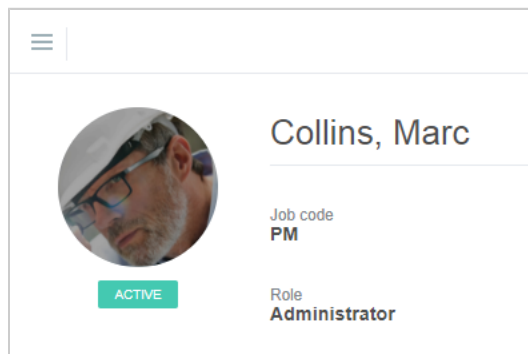 Collins, Marc
Job code
PM
ACTIVE
Role
Administrator